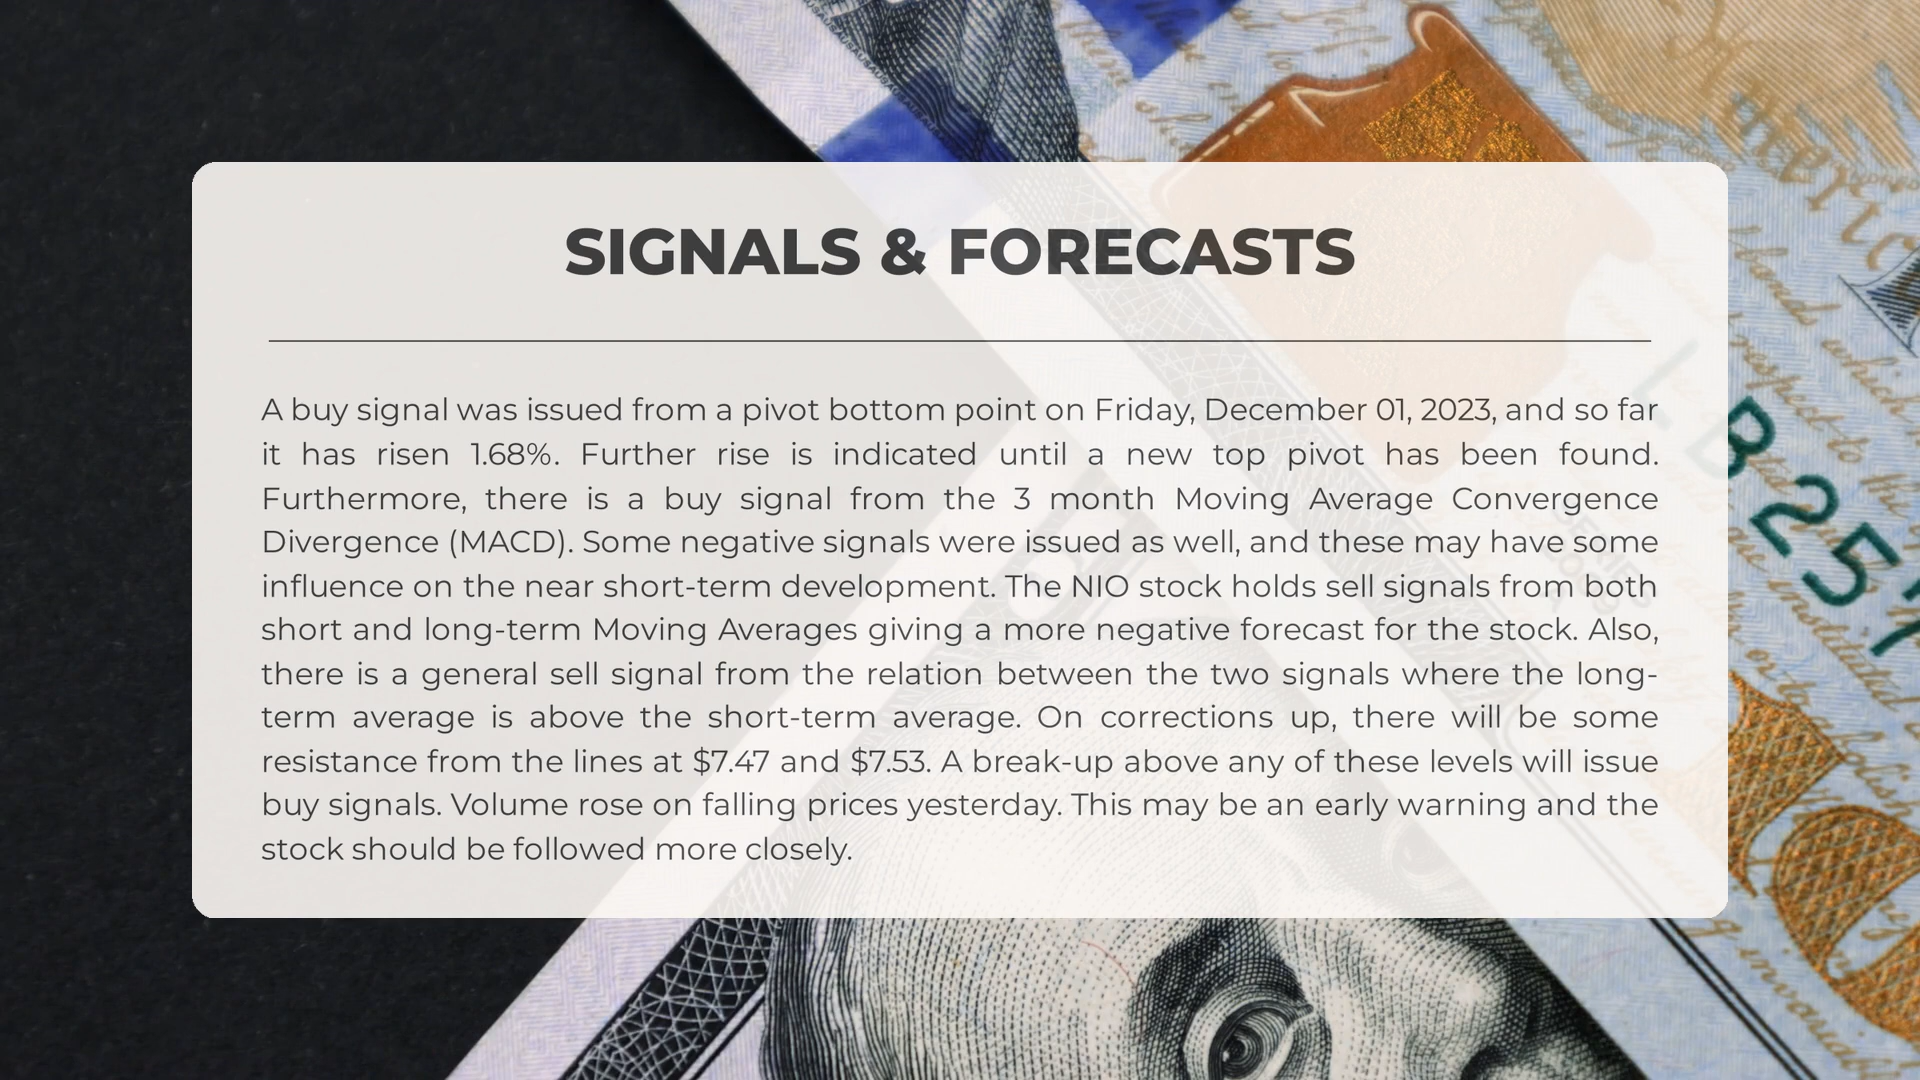 SIGNALS & FORECASTS
A buy signal was issued from a pivot bottom point on Friday, December 01, 2023, and so far
it has risen 1.68%. Further rise is indicated until a new top pivot has been found.
Furthermore, there is a buy signal from the 3 month Moving Average Convergence
Divergence (MACD). Some negative signals were issued as well, and these may have some
influence on the near short-term development. The NIO stock holds sell signals from both
short and long-term Moving Averages giving a more negative forecast for the stock. Also,
there is a general sell signal from the relation between the two signals where the long-
term average is above the short-term average. On corrections up, there will be some
resistance from the lines at $7.47 and $7.53. A break-up above any of these levels will issue
buy signals. Volume rose on falling prices yesterday. This may be an early warning and the
stock should be followed more closely.